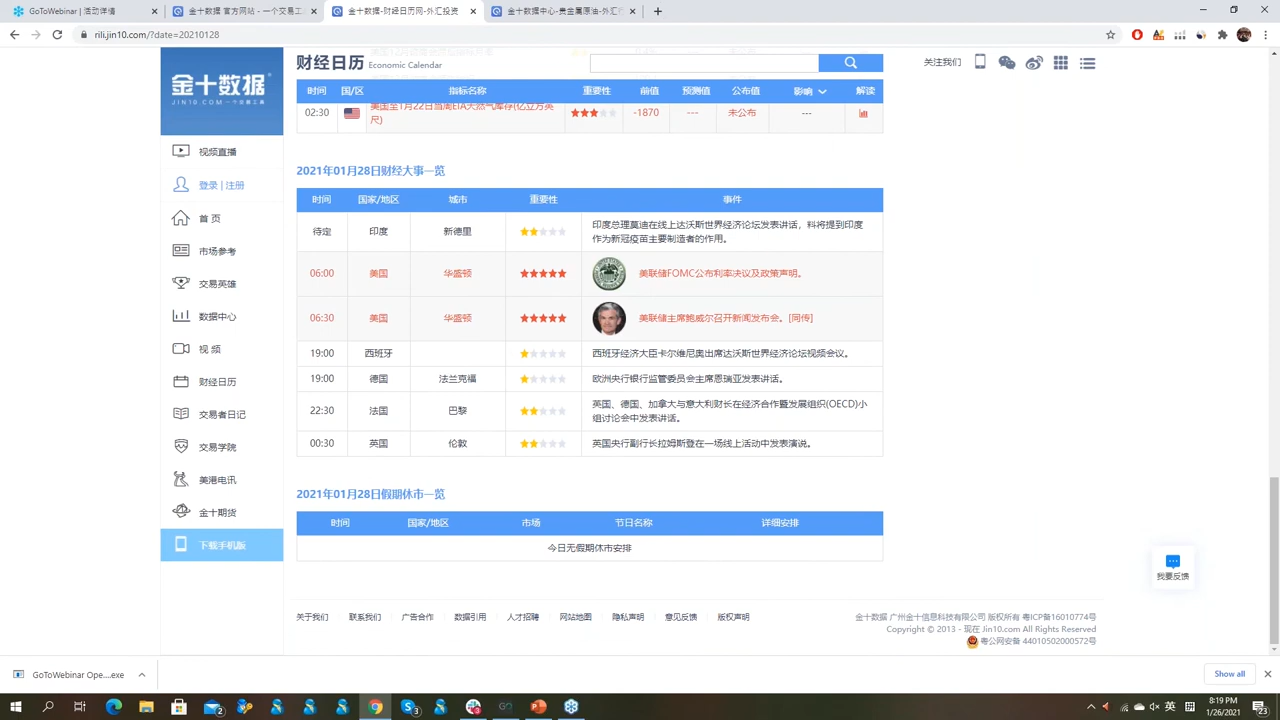 GoToWebinar | 活动详情
金十数据 官方网站 - 一个交易工
金十数据-财经日历网-外汇投资
金十数据中心-贵金属原油-外汇
rili.jin10.com/?date=20210128
金十数据
JIN10.COM 一个交易工具
视频直播
登录 | 注册
首 页
市场参考
交易英雄
数据中心
视 频
财经日历
交易者日记
交易学院
美港电讯
金十期货
下载手机版
财经日历 Economic Calendar
关注我们
时间 国/区 指标名称 重要性 前值 预测值 公布值 影响 解读
02:30 美国至1月22日当周EIA天然气库存(亿立方英尺) -1870 --- 未公布 ---
2021年01月28日财经大事一览
时间 国家/地区 城市 重要性 事件
待定 印度 新德里 印度总理莫迪在线上达沃斯世界经济论坛发表讲话，料将提到印度
作为新冠疫苗主要制造者的作用。
06:00 美国 华盛顿 美联储FOMC公布利率决议及政策声明。
06:30 美国 华盛顿 美联储主席鲍威尔召开新闻发布会。[同传]
19:00 西班牙 西班牙经济大臣卡尔维尼奥出席达沃斯世界经济论坛视频会议。
19:00 德国 法兰克福 欧洲央行银行监管委员会主席恩瑞亚发表讲话。
22:30 法国 巴黎 英国、德国、加拿大与意大利财长在经济合作暨发展组织(OECD)小
组讨论会中发表讲话。
00:30 英国 伦敦 英国央行副行长拉姆斯登在一场线上活动中发表演说。
2021年01月28日假期休市一览
时间 国家/地区 市场 节日名称 详细安排
今日无假期休市安排
我要反馈
关于我们 联系我们 广告合作 数据引用 人才招聘 网站地图 隐私声明 意见反馈 版权声明
金十数据 广州金十信息科技有限公司 版权所有 粤ICP备16010774号
Copyright © 2013 - 现在 Jin10.com All Rights Reserved
粤公网安备 44010502000572号
GoToWebinar Ope....exe
Show all
英
8:19 PM
1/26/2021
23